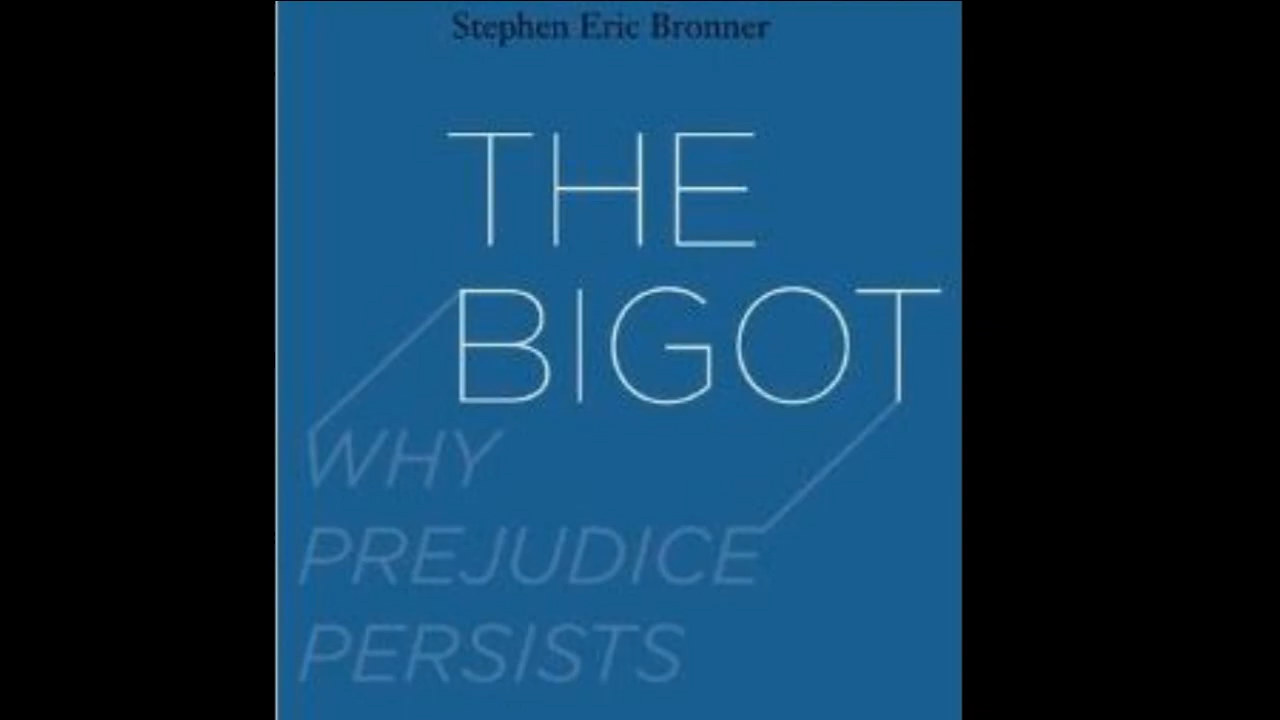 Stephen Eric Bronner
THE
BIGOT
WHY
PREJUDICE
PERSISTS